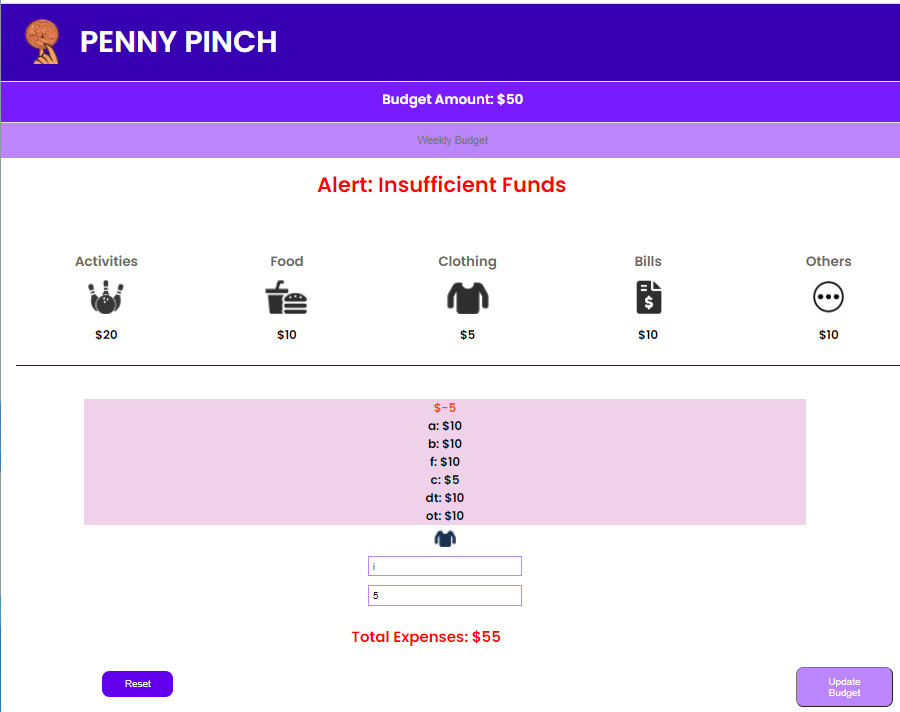 PENNY PINCH
Budget Amount: $50
Weekly Budget
Alert: Insufficient Funds
Activities
Food
Clothing
Bills
Others
$20
$10
$5
$10
$10
$-5
a: $10
b: $10
f: $10
c: $5
dt: $10
ot: $10
i
5
Total Expenses: $55
Reset
Update
Budget